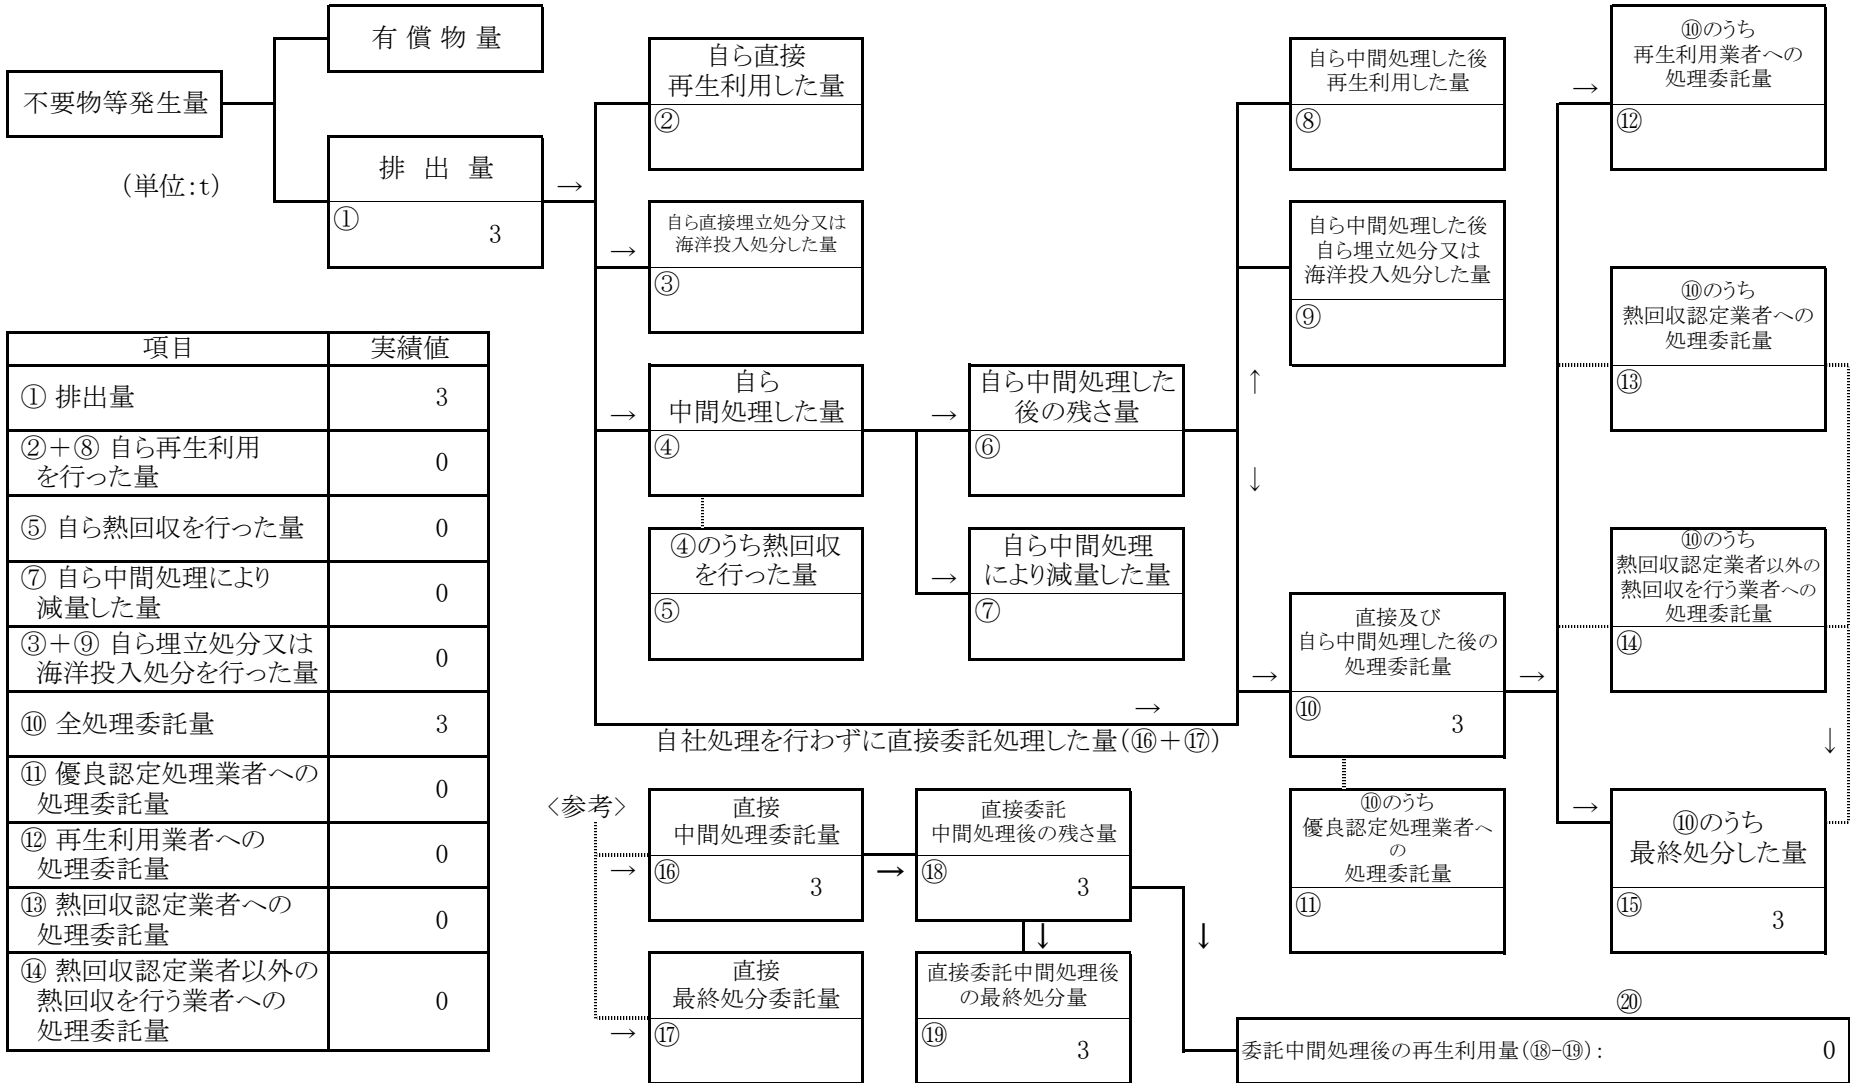 有 償 物 量
不要物等発生量
(単位:t)
排 出 量
①
3
→
自ら直接
再生利用した量
②
→
自ら直接埋立処分又は
海洋投入処分した量
③
→
自ら
中間処理した量
④
④のうち熱回収
を行った量
⑤
→
自ら中間処理した
後の残さ量
⑥
→
自ら中間処理
により減量した量
⑦
自ら中間処理した後
再生利用した量
⑧
自ら中間処理した後
自ら埋立処分又は
海洋投入処分した量
⑨
↑
↓
→
自社処理を行わずに直接委託処理した量(⑯+⑰)
→
直接及び
自ら中間処理した後の
処理委託量
⑩
3
→
⑩のうち
優良認定処理業者へ
の
処理委託量
⑪
→
⑩のうち
再生利用業者への
処理委託量
⑫
⑩のうち
熱回収認定業者への
処理委託量
⑬
⑩のうち
熱回収認定業者以外の
熱回収を行う業者への
処理委託量
⑭
↓
→
⑩のうち
最終処分した量
⑮
3
項目 実績値
① 排出量 3
②+⑧ 自ら再生利用
を行った量 0
⑤ 自ら熱回収を行った量 0
⑦ 自ら中間処理により
減量した量 0
③+⑨ 自ら埋立処分又は
海洋投入処分を行った量 0
⑩ 全処理委託量 3
⑪ 優良認定処理業者への
処理委託量 0
⑫ 再生利用業者への
処理委託量 0
⑬ 熱回収認定業者への
処理委託量 0
⑭ 熱回収認定業者以外の
熱回収を行う業者への
処理委託量 0
<参考>
→
直接
中間処理委託量
⑯
3
→
直接委託
中間処理後の残さ量
⑱
3
↓
↓
→
直接
最終処分委託量
⑰
直接委託中間処理後
の最終処分量
⑲
3
⑳
委託中間処理後の再生利用量(⑱-⑲): 0